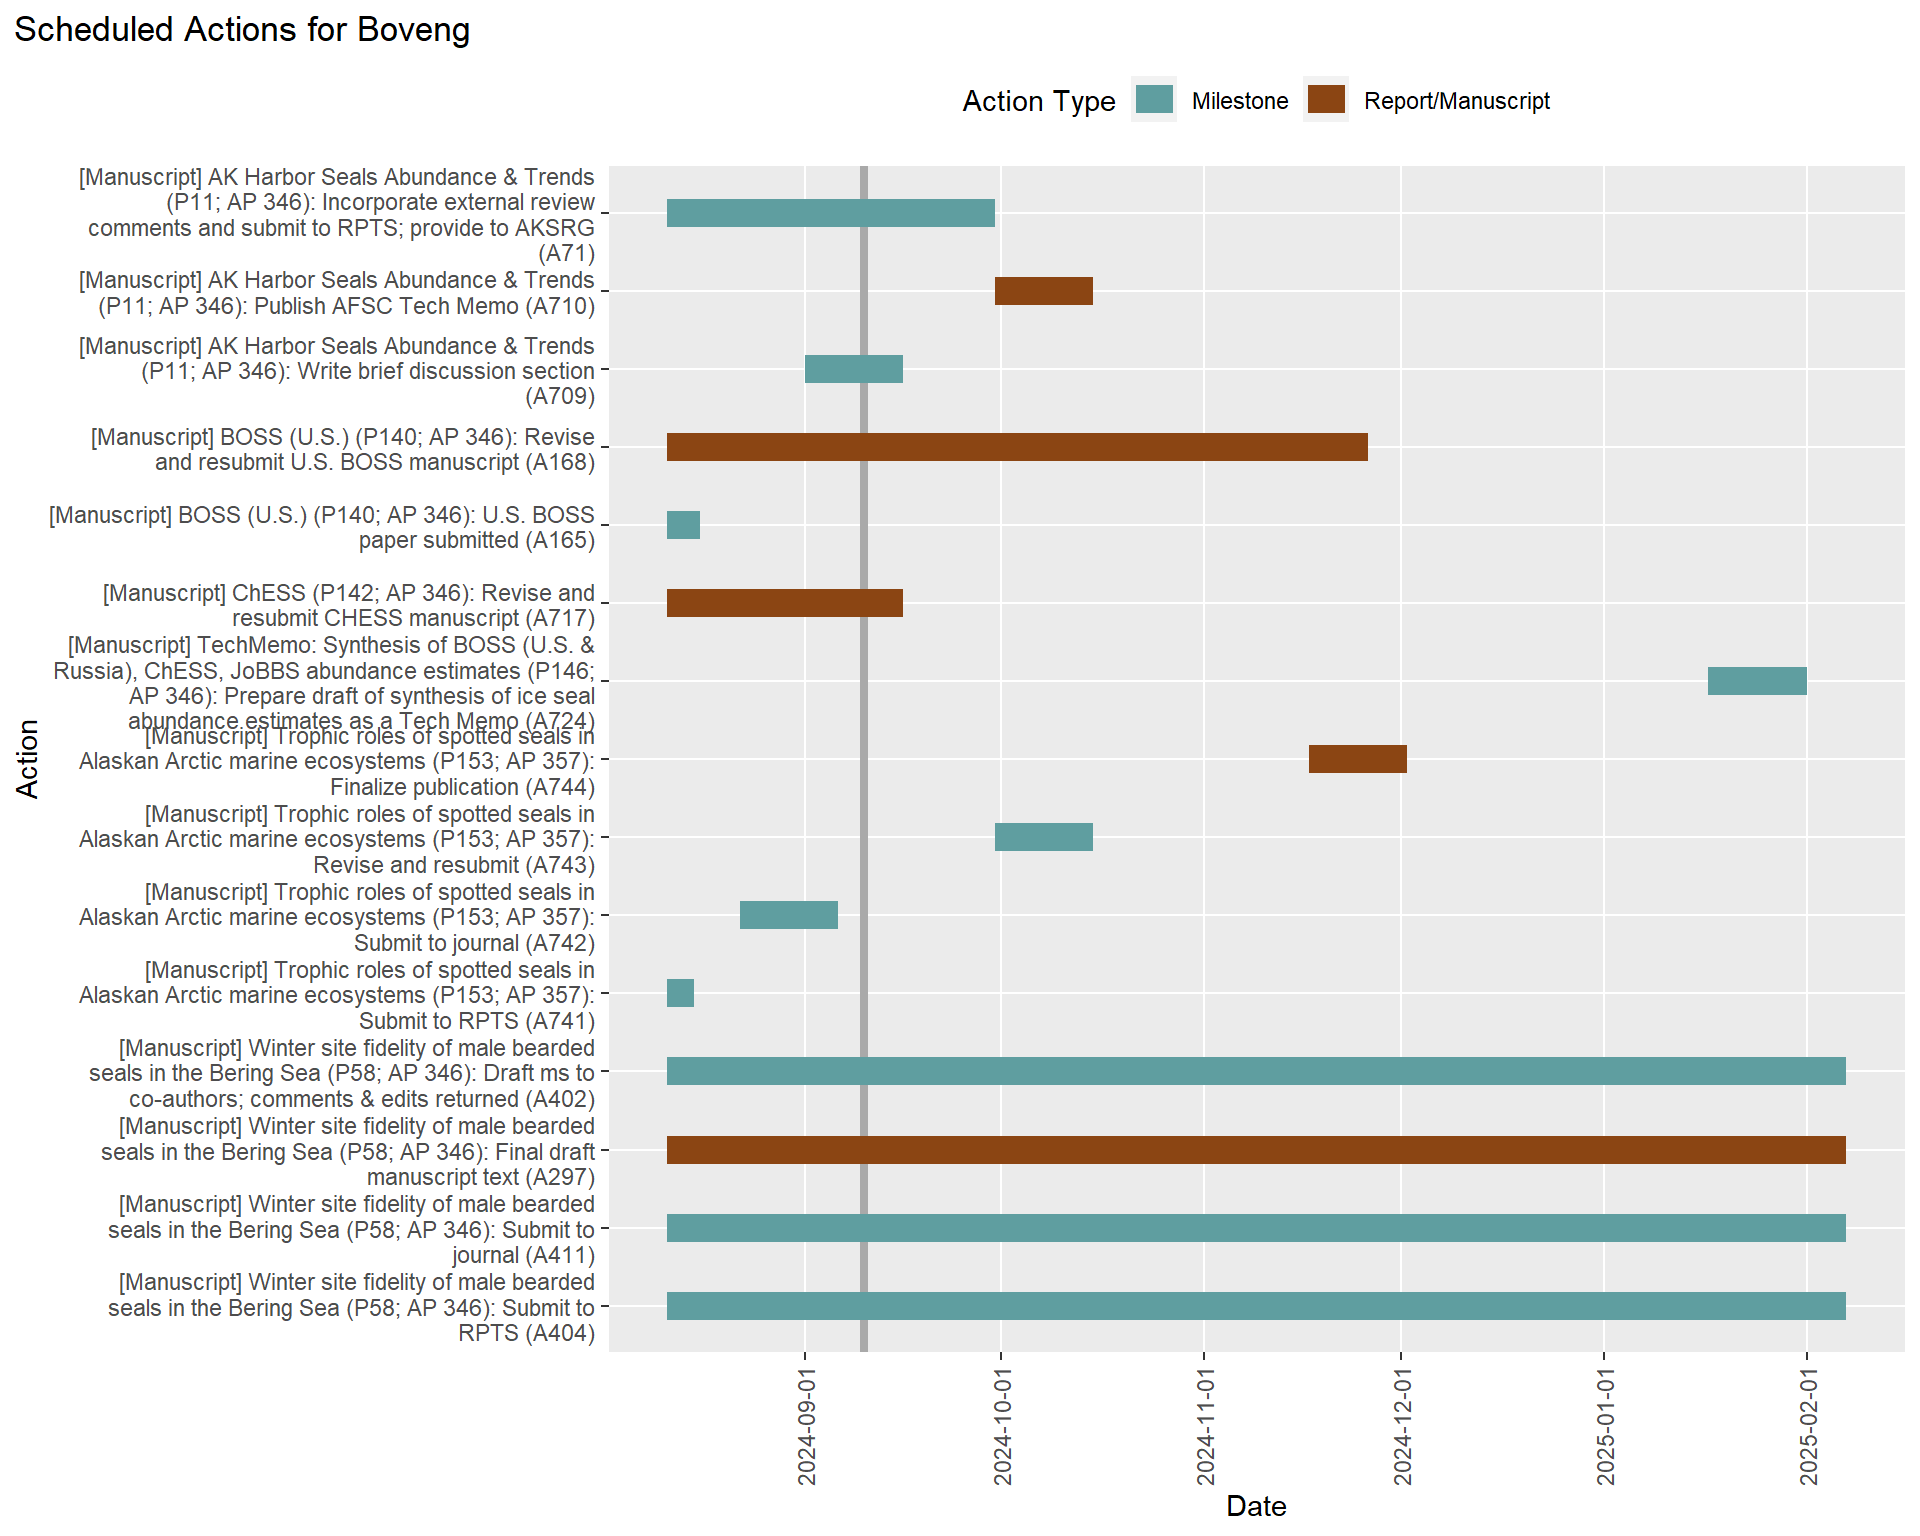 Scheduled Actions for Boveng
Action Type
Milestone
Report/Manuscript
[Manuscript] AK Harbor Seals Abundance & Trends
(P11; AP 346): Incorporate external review
comments and submit to RPTS; provide to AKSRG
(A71)
[Manuscript] AK Harbor Seals Abundance & Trends
(P11; AP 346): Publish AFSC Tech Memo (A710)
[Manuscript] AK Harbor Seals Abundance & Trends
(P11; AP 346): Write brief discussion section
(A709)
[Manuscript] BOSS (U.S.) (P140; AP 346): Revise
and resubmit U.S. BOSS manuscript (A168)
[Manuscript] BOSS (U.S.) (P140; AP 346): U.S. BOSS
paper submitted (A165)
[Manuscript] ChESS (P142; AP 346): Revise and
resubmit CHESS manuscript (A717)
[Manuscript] TechMemo: Synthesis of BOSS (U.S. &
Russia), ChESS, JoBBS abundance estimates (P146;
AP 346): Prepare draft of synthesis of ice seal
abundance estimates as a Tech Memo (A724)
[Manuscript] Trophic roles of spotted seals in
Alaskan Arctic marine ecosystems (P153; AP 357):
Finalize publication (A744)
[Manuscript] Trophic roles of spotted seals in
Alaskan Arctic marine ecosystems (P153; AP 357):
Revise and resubmit (A743)
[Manuscript] Trophic roles of spotted seals in
Alaskan Arctic marine ecosystems (P153; AP 357):
Submit to journal (A742)
[Manuscript] Trophic roles of spotted seals in
Alaskan Arctic marine ecosystems (P153; AP 357):
Submit to RPTS (A741)
[Manuscript] Winter site fidelity of male bearded
seals in the Bering Sea (P58; AP 346): Draft ms to
co-authors; comments & edits returned (A402)
[Manuscript] Winter site fidelity of male bearded
seals in the Bering Sea (P58; AP 346): Final draft
manuscript text (A297)
[Manuscript] Winter site fidelity of male bearded
seals in the Bering Sea (P58; AP 346): Submit to
journal (A411)
[Manuscript] Winter site fidelity of male bearded
seals in the Bering Sea (P58; AP 346): Submit to
RPTS (A404)
Action
2024-09-01
2024-10-01
2024-11-01
2024-12-01
2025-01-01
2025-02-01
Date